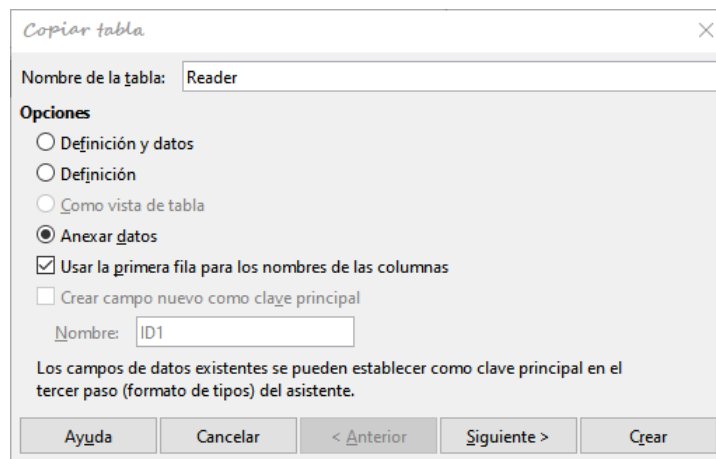 Copiar tabla
Nombre de la tabla: Reader
Opciones
Definición y datos
Definición
Como vista de tabla
Anexar datos
Usar la primera fila para los nombres de las columnas
Crear campo nuevo como clave principal
Nombre: ID1
Los campos de datos existentes se pueden establecer como clave principal en el
tercer paso (formato de tipos) del asistente.
Ayuda Cancelar < Anterior Siguiente > Crear